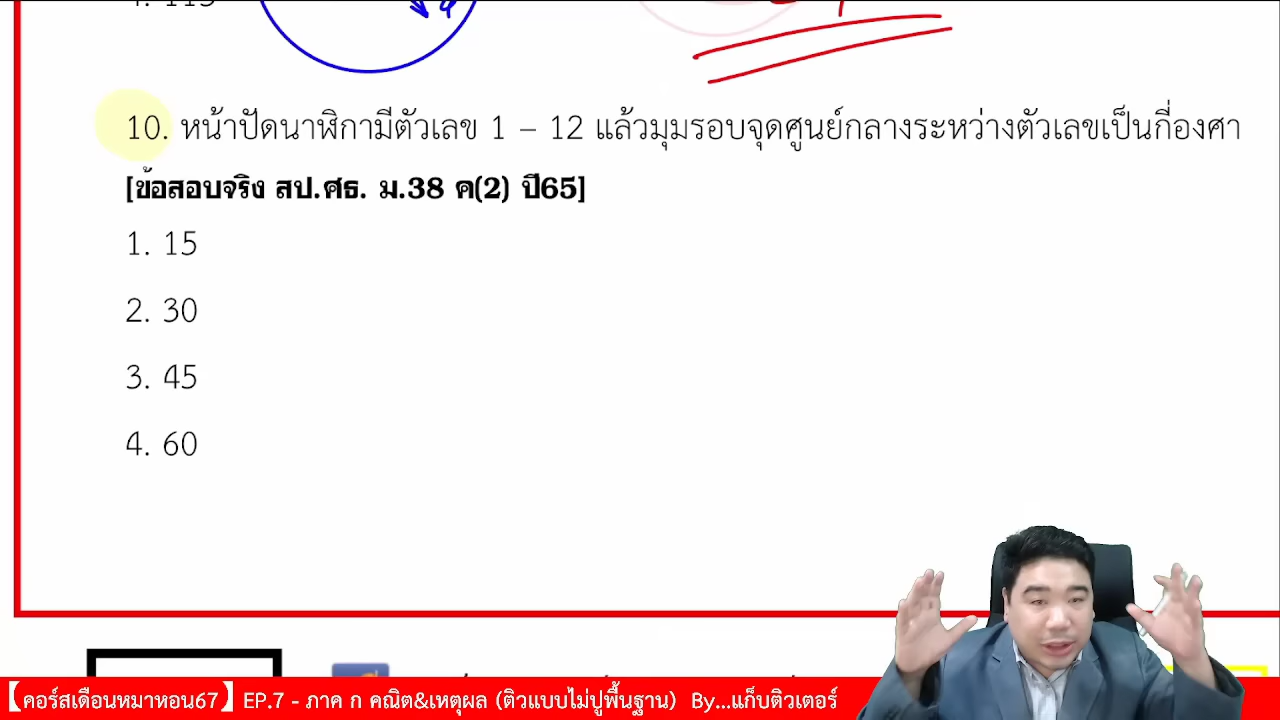 10. หน้าปัดนาฬิกามีตัวเลข 1 – 12 แล้วมุมรอบจุดศูนย์กลางระหว่างตัวเลขเป็นกี่องศา
[ข้อสอบจริง สป.ศธ. ม.38 ค(2) ปี65]
1. 15
2. 30
3. 45
4. 60
【คอร์สเดือนหมาหอน67】EP.7 - ภาค ก คณิต&เหตุผล (ติวแบบไม่ปูพื้นฐาน) By...แก็บติวเตอร์